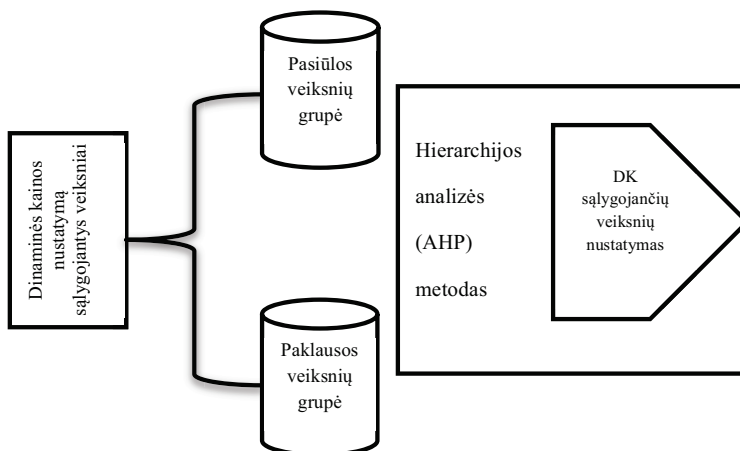 Dinaminės kainos
nustatymą
sąlygojantys veiksniai
Pasiūlos
veiksnių
grupė
Paklausos
veiksnių
grupė
Hierarchijos
analizės
(AHP)
metodas
DK
sąlygojančių
veiksnių
nustatymas